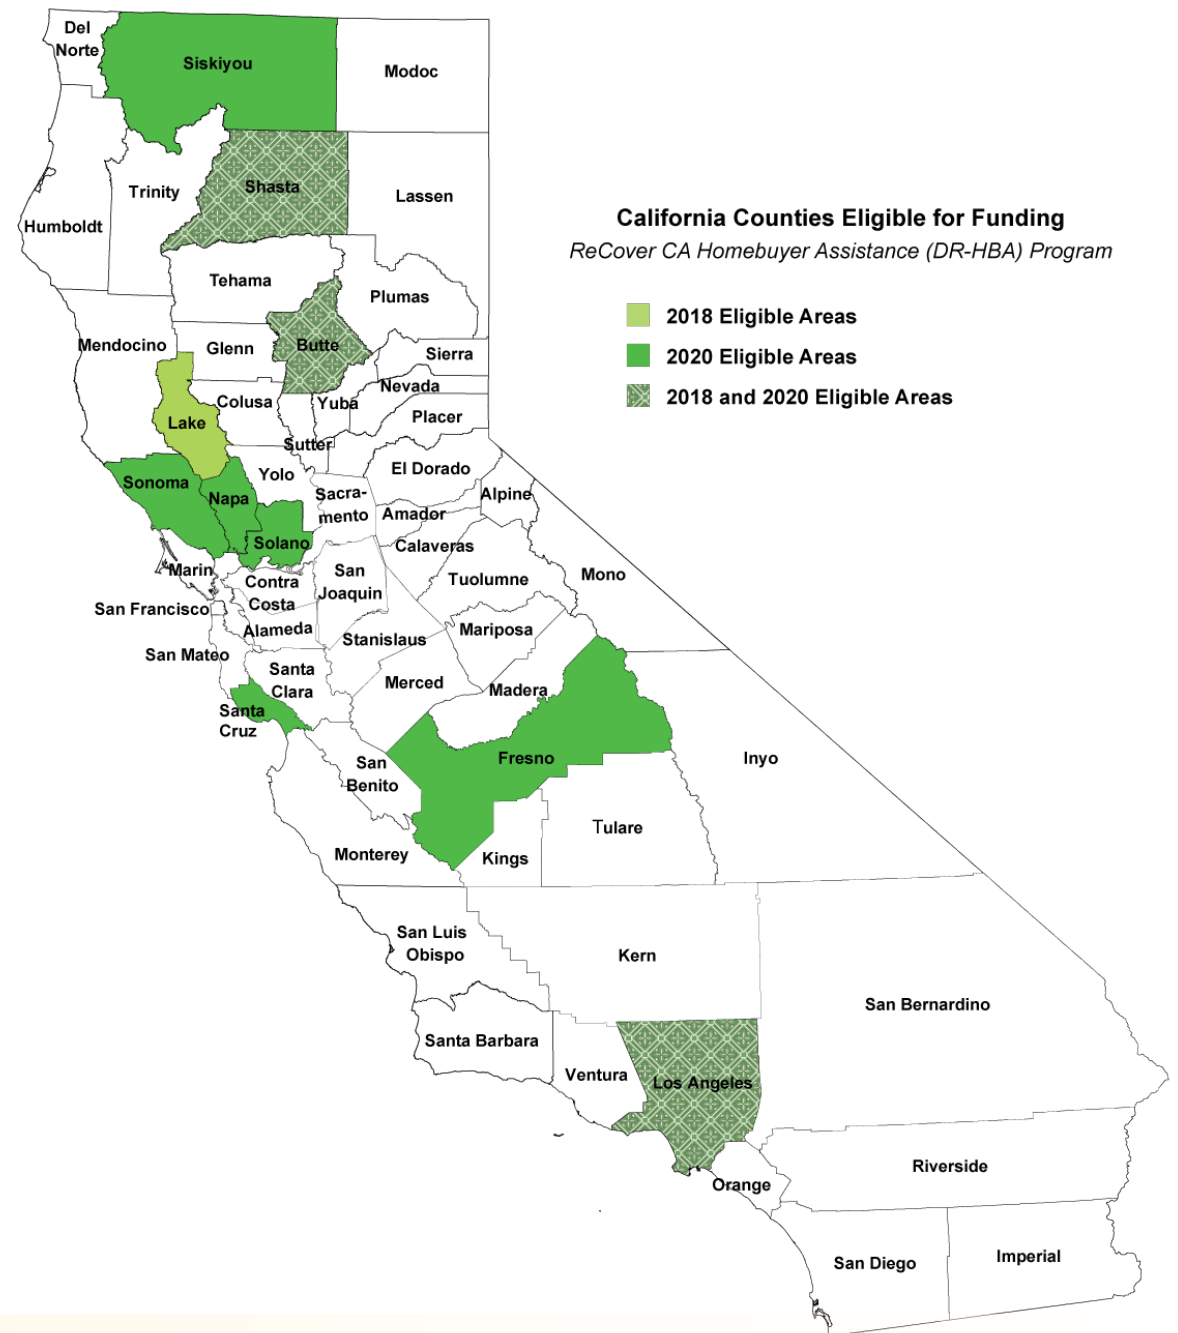 Del
Norte
Siskiyou
Modoc
Trinity
Shasta
Lassen
Humboldt
California Counties Eligible for Funding
ReCover CA Homebuyer Assistance (DR-HBA) Program
2018 Eligible Areas
2020 Eligible Areas
2018 and 2020 Eligible Areas
Tehama
Plumas
Mendocino
Glenn
Butte
Sierra
Nevada
Colusa
Yuba
Placer
Lake
Sutter
El Dorado
Sonoma
Yolo
Napa
Sacra-
mento
Alpine
Amador
Solano
Calaveras
Marin
Contra
Costa
San
Joaquin
Tuolumne
Mono
San Francisco
Alameda
Stanislaus
Mariposa
San Mateo
Santa
Clara
Merced
Madera
Santa
Cruz
San
Benito
Fresno
Inyo
Monterey
Kings
Tulare
San Luis
Obispo
Kern
San Bernardino
Santa Barbara
Ventura
Los Angeles
Orange
Riverside
San Diego
Imperial